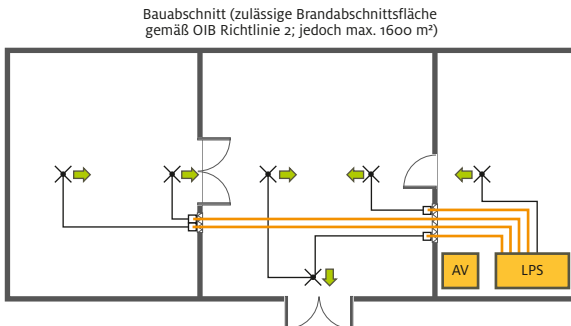 Bauabschnitt (zulässige Brandabschnittsfläche
gemäß OIB Richtlinie 2; jedoch max. 1600 m²)
AV
LPS